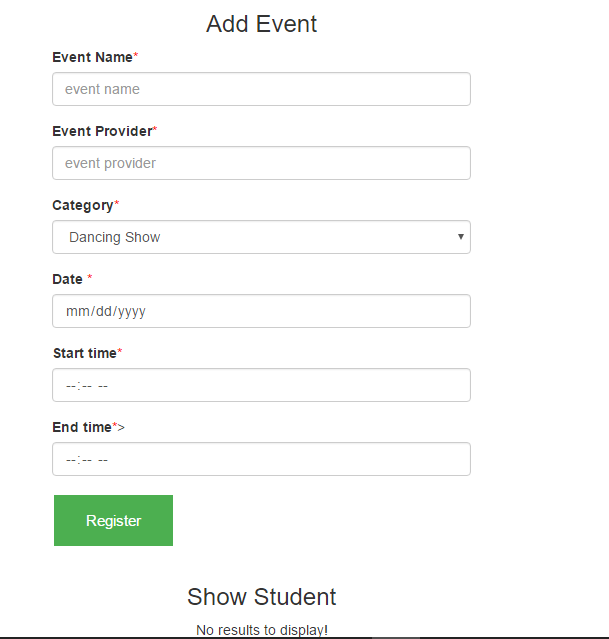 Add Event
Event Name*
event name
Event Provider*
event provider
Category*
Dancing Show
Date *
mm/dd/yyyy
Start time*
--:-- --
End time*>
--:-- --
Register
Show Student
No results to display!